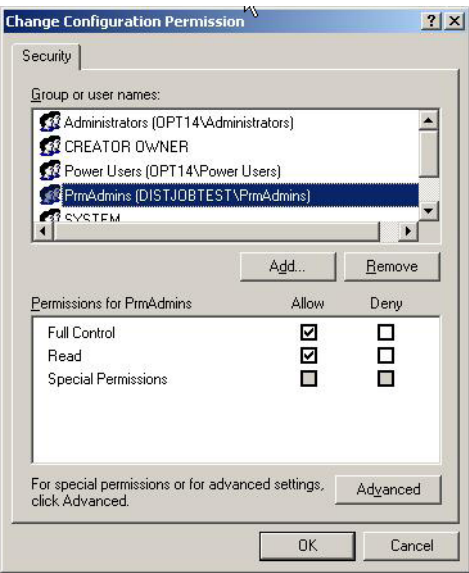 Change Configuration Permission
Security
Group or user names:
Administrators (OPT14\Administrators)
CREATOR OWNER
Power Users (OPT14\Power Users)
PrmAdmins (DISTJOBTEST\PrmAdmins)
SYSTEM
Add... Remove
Permissions for PrmAdmins Allow Deny
Full Control
Read
Special Permissions
For special permissions or for advanced settings,
click Advanced. Advanced
OK Cancel